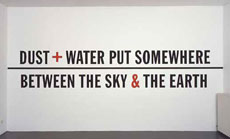 DUST + WATER PUT SOMEWHERE
BETWEEN THE SKY & THE EARTH